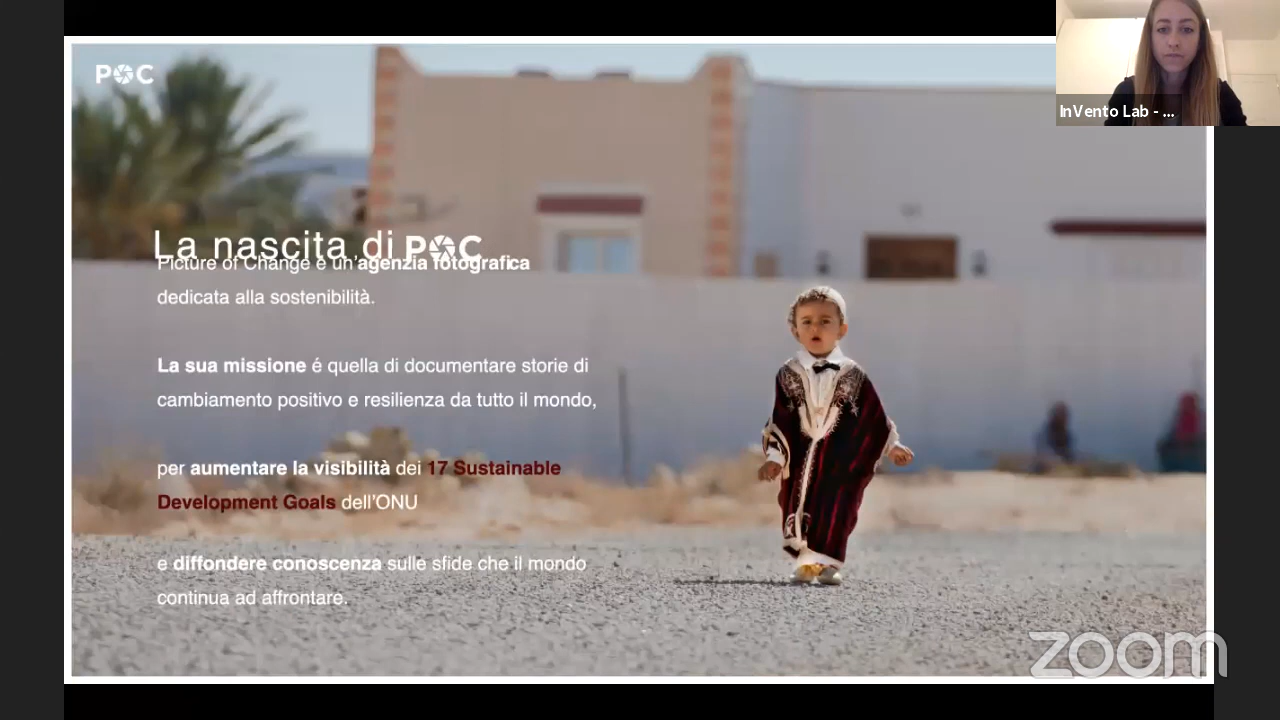 POC
InVento Lab - ...
La nascita di POC
Picture of Change è un'agenzia fotografica
dedicata alla sostenibilità.
La sua missione é quella di documentare storie di
cambiamento positivo e resilienza da tutto il mondo,
per aumentare la visibilità dei 17 Sustainable
Development Goals dell'ONU
e diffondere conoscenza sulle sfide che il mondo
continua ad affrontare.
zoom